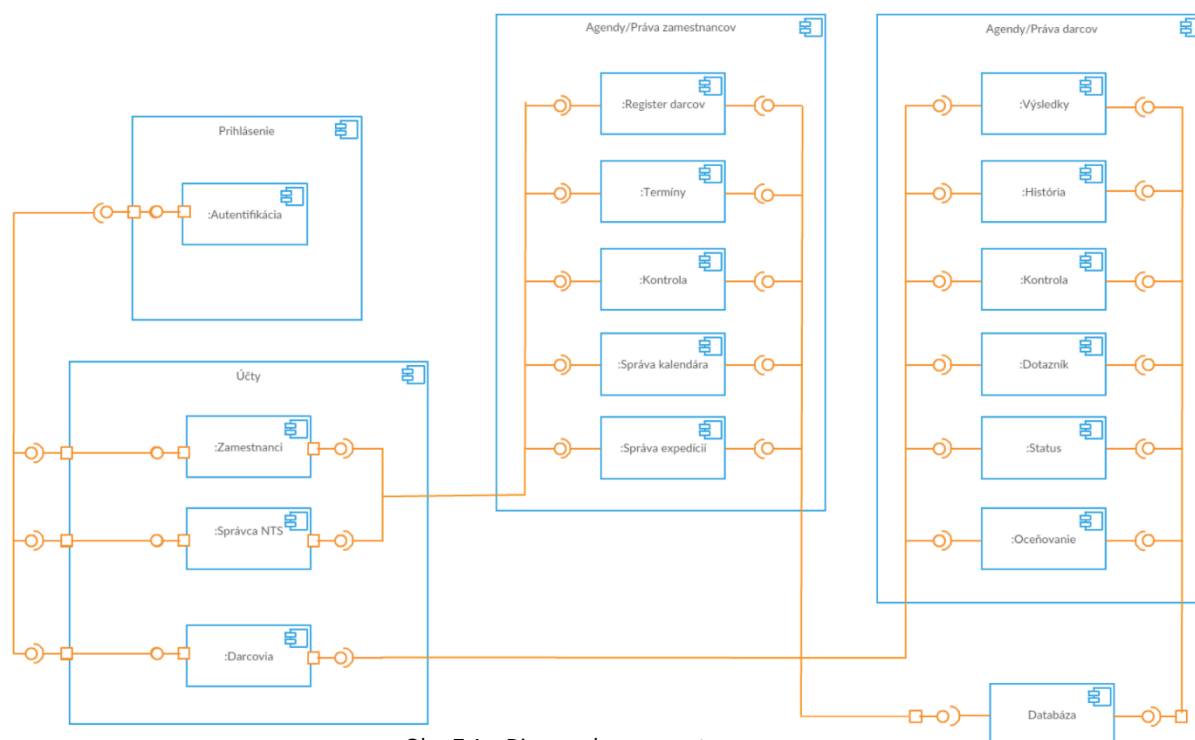 Agendy/Práva zamestnancov
Agendy/Práva darcov
:Register darcov
:Výsledky
Prihlásenie
:Termíny
:História
:Autentifikácia
:Kontrola
:Kontrola
Účty
:Správa kalendára
:Dotazník
:Zamestnanci
:Správa expedícií
:Status
:Správca NTS
:Oceňovanie
:Darcovia
Databáza